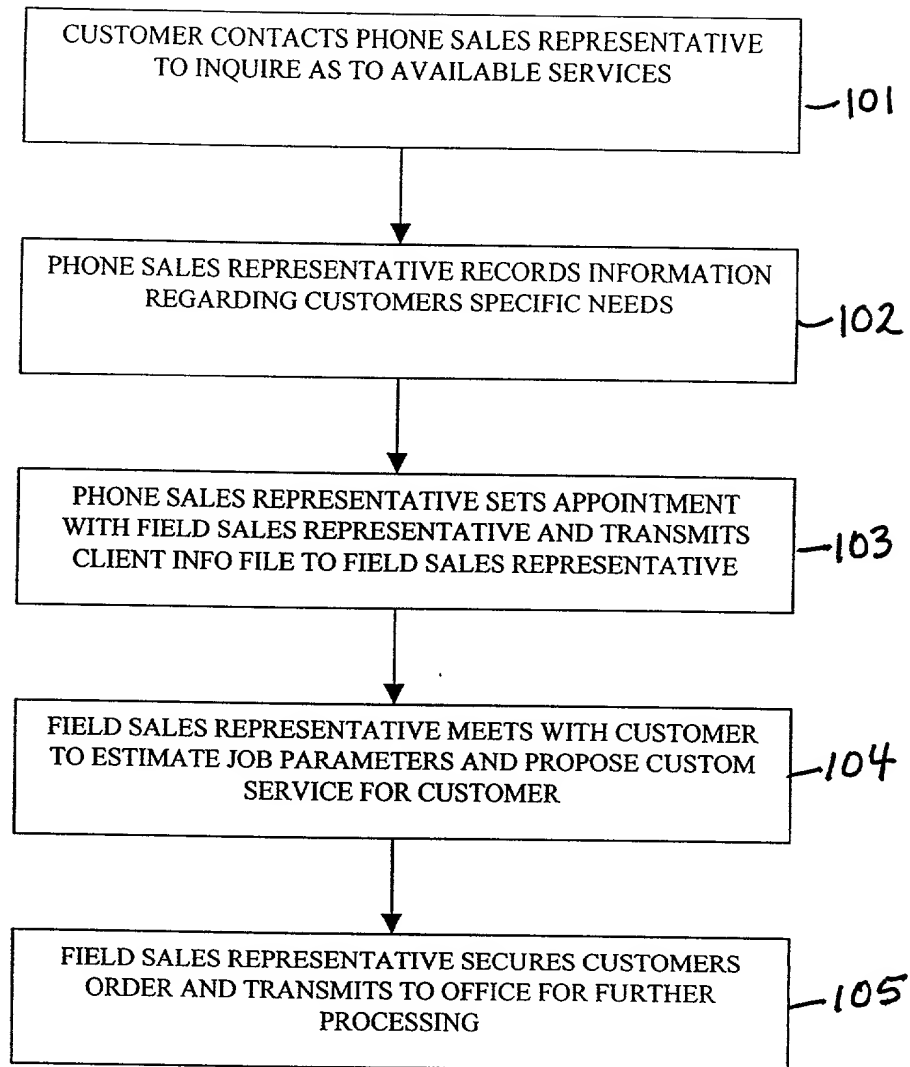 CUSTOMER CONTACTS PHONE SALES REPRESENTATIVE
TO INQUIRE AS TO AVAILABLE SERVICES
101
PHONE SALES REPRESENTATIVE RECORDS INFORMATION
REGARDING CUSTOMERS SPECIFIC NEEDS
102
PHONE SALES REPRESENTATIVE SETS APPOINTMENT
WITH FIELD SALES REPRESENTATIVE AND TRANSMITS
CLIENT INFO FILE TO FIELD SALES REPRESENTATIVE
103
FIELD SALES REPRESENTATIVE MEETS WITH CUSTOMER
TO ESTIMATE JOB PARAMETERS AND PROPOSE CUSTOM
SERVICE FOR CUSTOMER
104
FIELD SALES REPRESENTATIVE SECURES CUSTOMERS
ORDER AND TRANSMITS TO OFFICE FOR FURTHER
PROCESSING
105